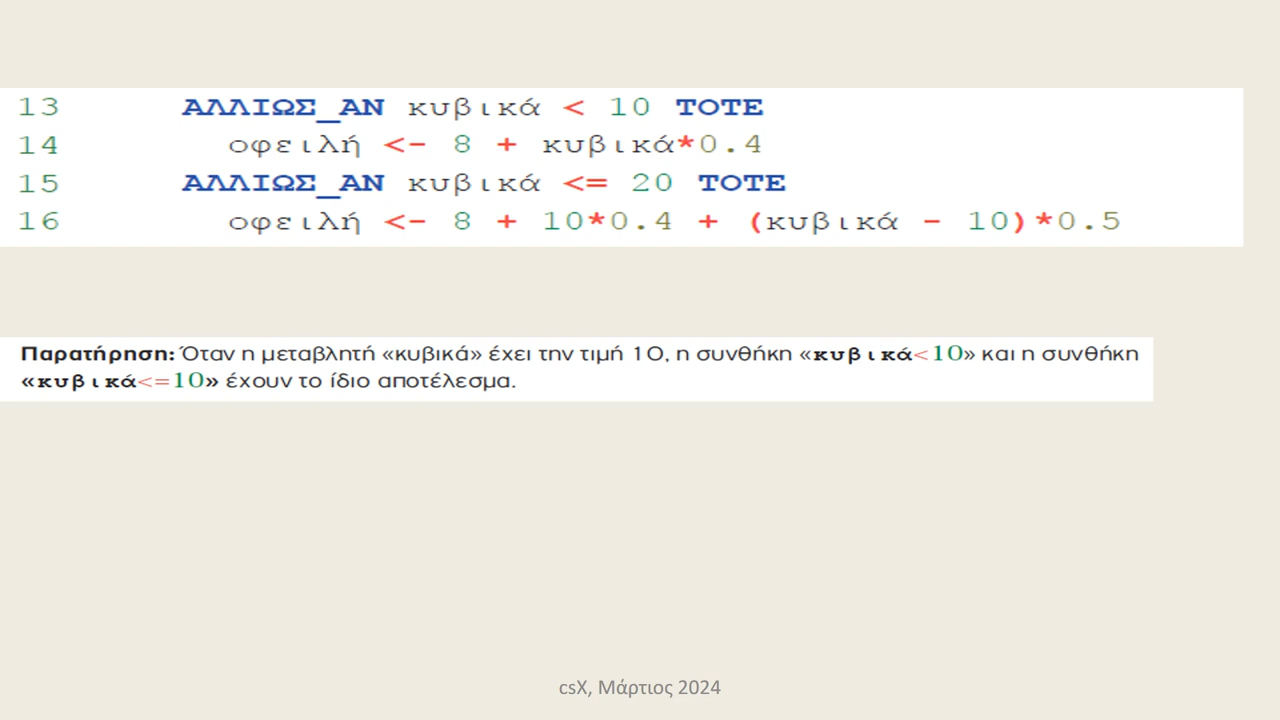 13 ΑΛΛΙΩΣ_ΑΝ κυβικά < 10 ΤΟΤΕ
14 οφειλή <- 8 + κυβικά*0.4
15 ΑΛΛΙΩΣ_ΑΝ κυβικά <= 20 ΤΟΤΕ
16 οφειλή <- 8 + 10*0.4 + (κυβικά - 10)*0.5
Παρατήρηση: Όταν η μεταβλητή «κυβικά» έχει την τιμή 10, η συνθήκη «κυβικά<10» και η συνθήκη
«κυβικά<=10» έχουν το ίδιο αποτέλεσμα.
csX, Μάρτιος 2024